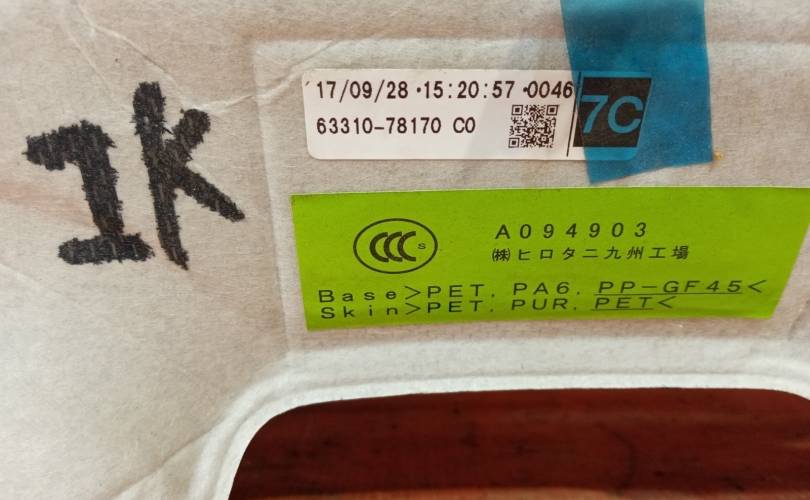 1K
17/09/28・15:20:57・0046
63310-78170 C0
7C
CCC S
A094903
㈱ヒロタニ九州工場
Base>PET, PA6, PP-GF45<
Skin>PET, PUR, PET<